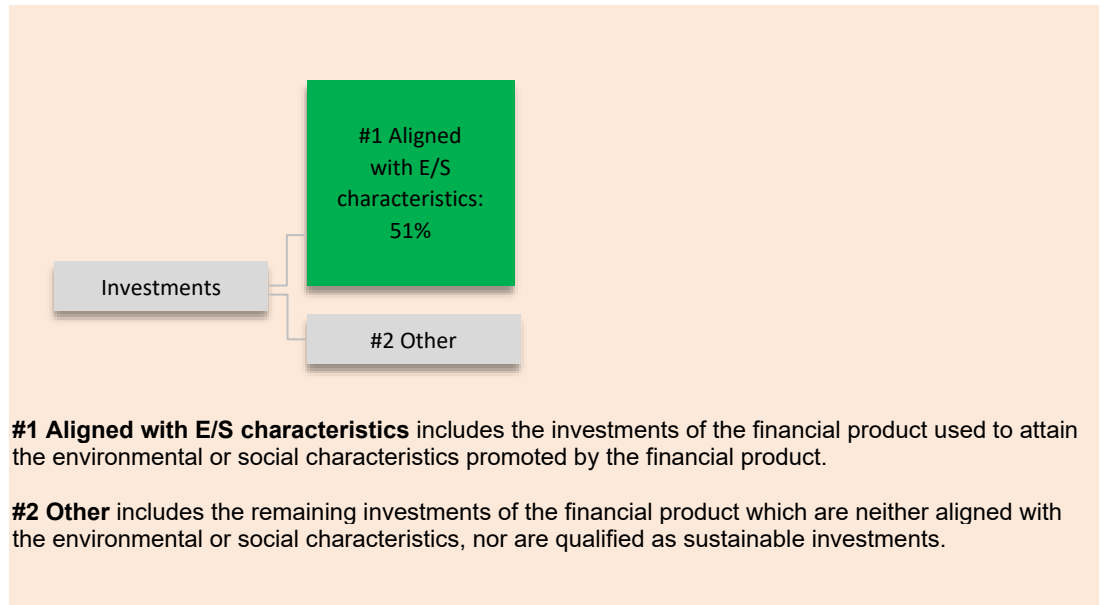 #1 Aligned
with E/S
characteristics:
51%
Investments
#2 Other
#1 Aligned with E/S characteristics includes the investments of the financial product used to attain
the environmental or social characteristics promoted by the financial product.
#2 Other includes the remaining investments of the financial product which are neither aligned with
the environmental or social characteristics, nor are qualified as sustainable investments.